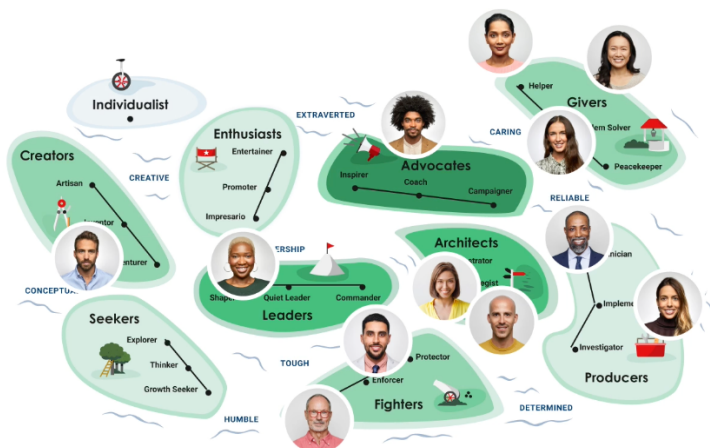 Individualist
Creators
Artisan
CREATIVE
CONCEPTUA
Enthusiasts
Entertainer
Promoter
Impresario
EXTRAVERTED
Advocates
Inspirer
Coach
Campaigner
CARING
Givers
Helper
Peacekeeper
RELIABLE
Leaders
Quiet Leader
Commander
Architects
Seekers
Explorer
Thinker
Growth Seeker
HUMBLE
TOUGH
Fighters
Protector
Enforcer
DETERMINED
Producers
Investigator